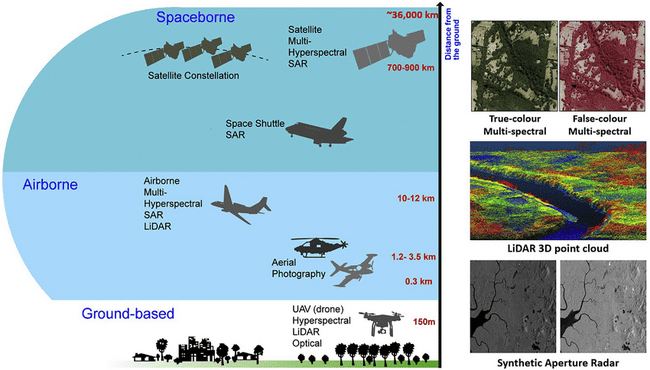 Spaceborne
~36,000 km
Distance from
the ground
Satellite
Multi-
Hyperspectral
SAR
700-900 km
Satellite Constellation
Space Shuttle
SAR
Airborne
Airborne
Multi-
Hyperspectral
SAR
LiDAR
10-12 km
1.2- 3.5 km
Aerial
Photography
0.3 km
Ground-based
UAV (drone)
Hyperspectral
LiDAR
Optical
150m
True-colour
Multi-spectral
False-colour
Multi-spectral
LiDAR 3D point cloud
Synthetic Aperture Radar